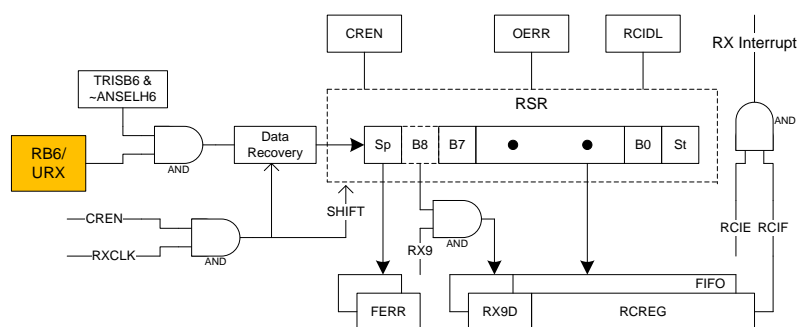 CREN
OERR
RCIDL
RX Interrupt
TRISB6 &
~ANSELH6
RSR
AND
RB6/
URX
AND
Data
Recovery
Sp
B8
B7
B0
St
CREN
RXCLK
AND
SHIFT
RX9
AND
RCIE
RCIF
FIFO
FERR
RX9D
RCREG